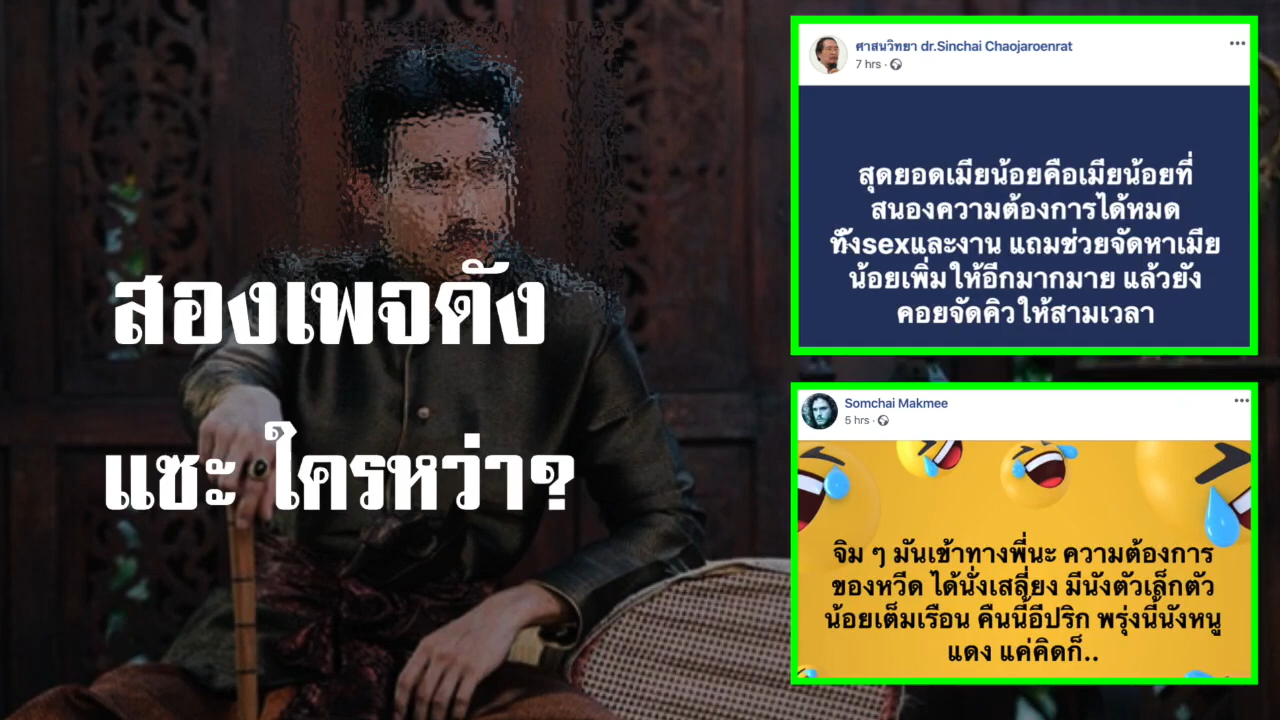 สองเพจดัง
แซะ ใครหว่า?
ศาสนวิทยา dr.Sinchai Chaojaroenrat
7 hrs ·
สุดยอดเมียน้อยคือเมียน้อยที่
สนองความต้องการได้หมด
ทั้งsexและงาน แถมช่วยจัดหาเมีย
น้อยเพิ่มให้อีกมากมาย แล้วยัง
คอยจัดคิวให้สามเวลา
Somchai Makmee
5 hrs ·
จิม ๆ มันเข้าทางพี่นะ ความต้องการ
ของหวีด ได้นั่งเสลี่ยง มีนังตัวเล็กตัว
น้อยเต็มเรือน คืนนี้อีปริก พรุ่งนี้นังหนู
แดง แค่คิดก็..